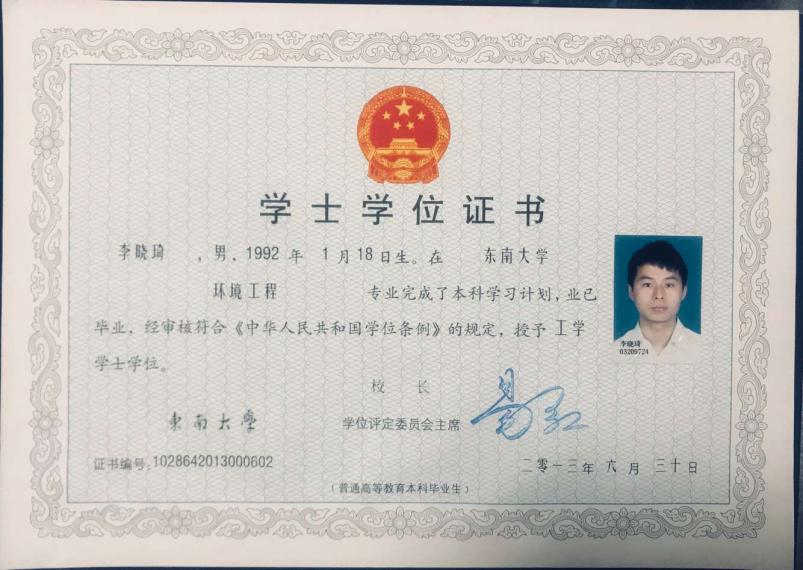 学士学位证书
李晓琦 , 男, 1992 年 1 月 18 日生。在 东南大学
环境工程 专业完成了本科学习计划, 业已
毕业, 经审核符合《中华人民共和国学位条例》的规定, 授予 工学
学士学位。
李晓琦
03209724
校 长
東南大學
学位评定委员会主席
证书编号: 1028642013000602
二零一三年 六 月 三十 日
(普通高等教育本科毕业生)